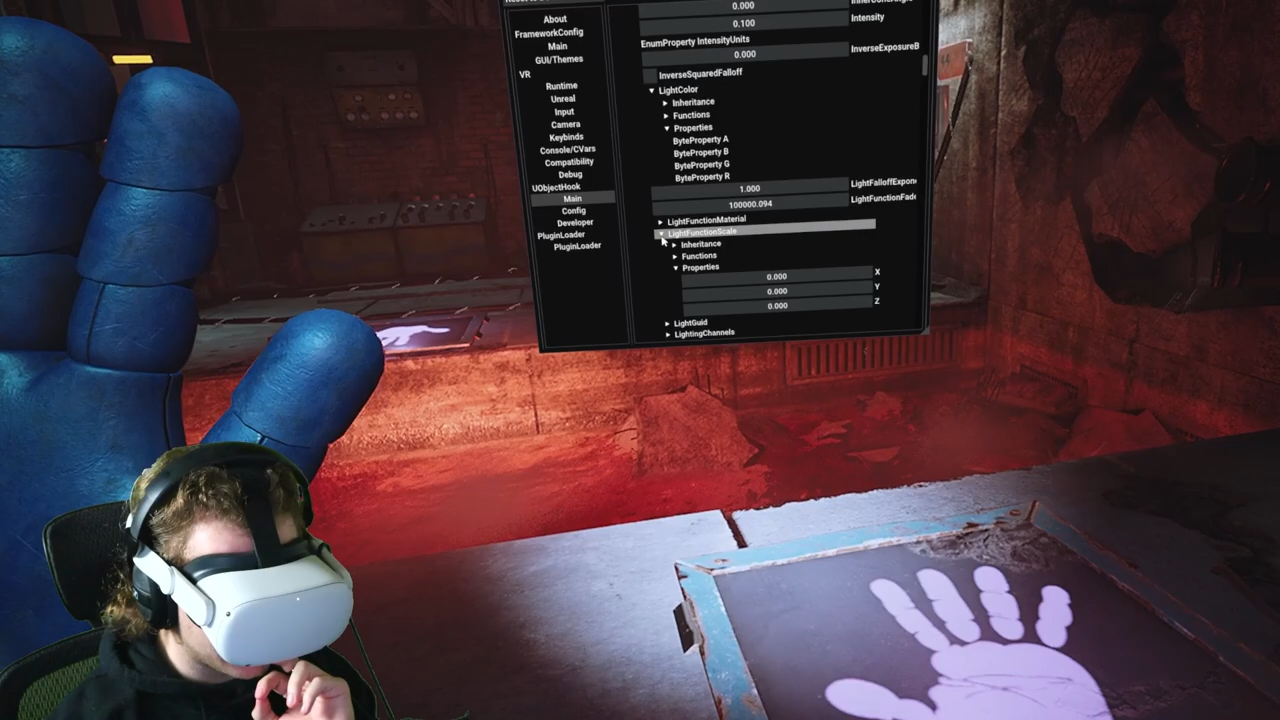 About
FrameworkConfig
Main
GUI/Themes
VR
Runtime
Unreal
Input
Camera
Keybinds
Console/CVars
Compatibility
Debug
UObjectHook
Main
Config
Developer
PluginLoader
PluginLoader
0.000
0.100 Intensity
EnumProperty IntensityUnits
0.000 InverseExposureB
InverseSquaredFalloff
LightColor
Inheritance
Functions
Properties
ByteProperty A
ByteProperty B
ByteProperty G
ByteProperty R
1.000 LightFalloffExpone
100000.094 LightFunctionFade
LightFunctionMaterial
LightFunctionScale
Inheritance
Functions
Properties
0.000 X
0.000 Y
0.000 Z
LightGuid
LightingChannels